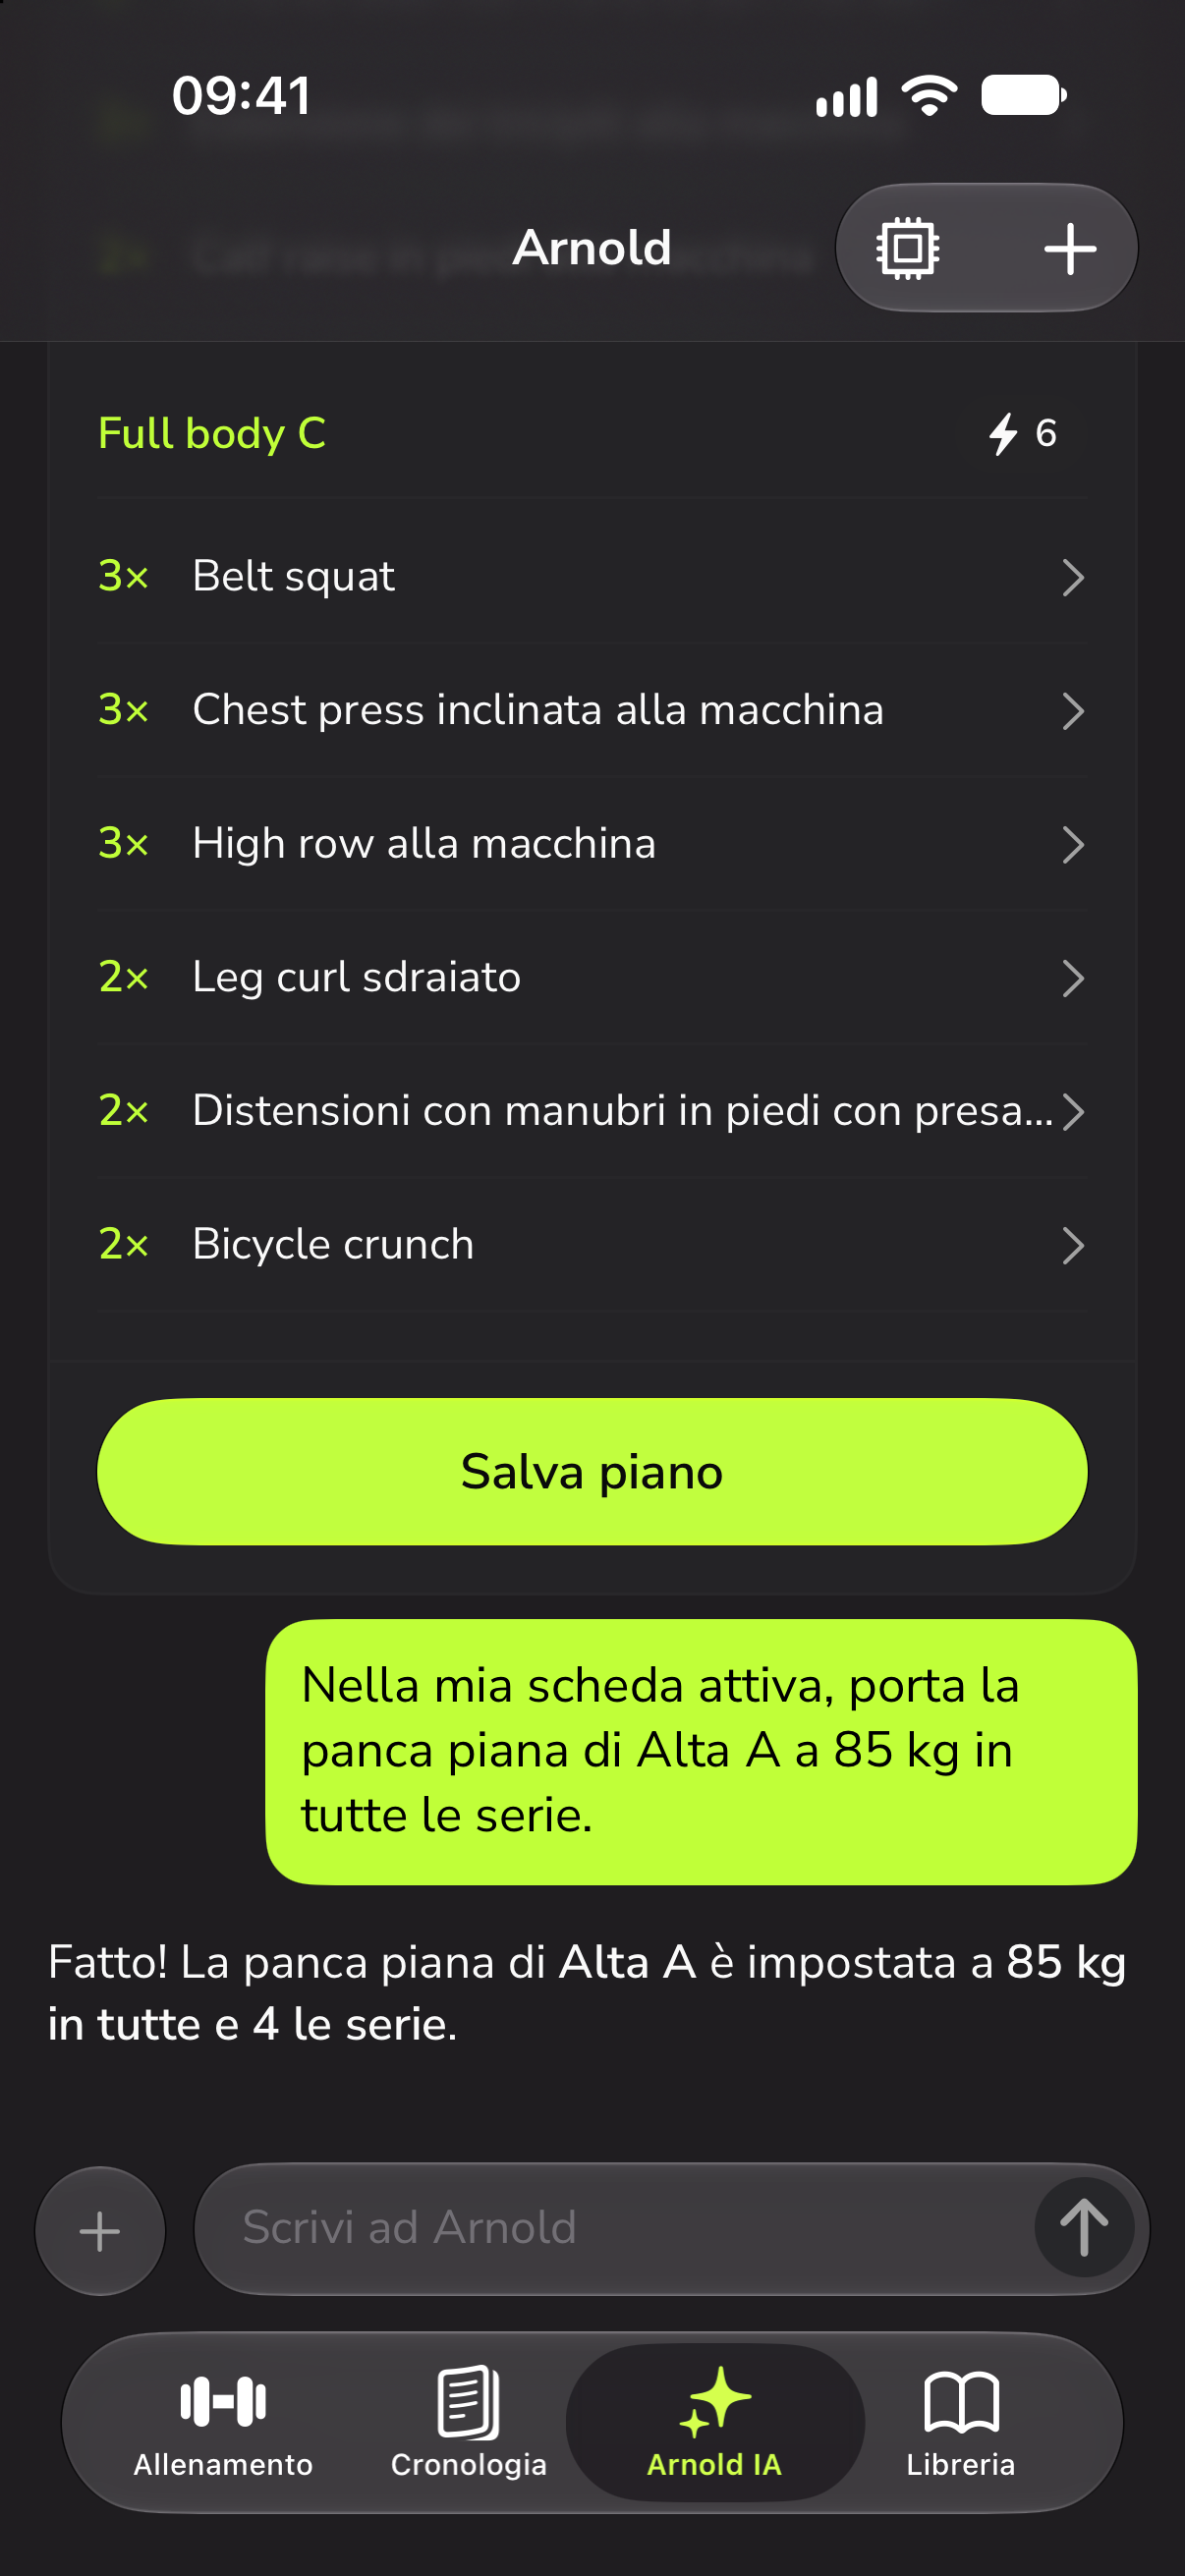 09:41
Arnold
Full body C
6
3× Belt squat
3× Chest press inclinata alla macchina
3× High row alla macchina
2× Leg curl sdraiato
2× Distensioni con manubri in piedi con presa...
2× Bicycle crunch
Salva piano
Nella mia scheda attiva, porta la
panca piana di Alta A a 85 kg in
tutte le serie.
Fatto! La panca piana di Alta A è impostata a 85 kg
in tutte e 4 le serie.
Scrivi ad Arnold
Allenamento
Cronologia
Arnold IA
Libreria